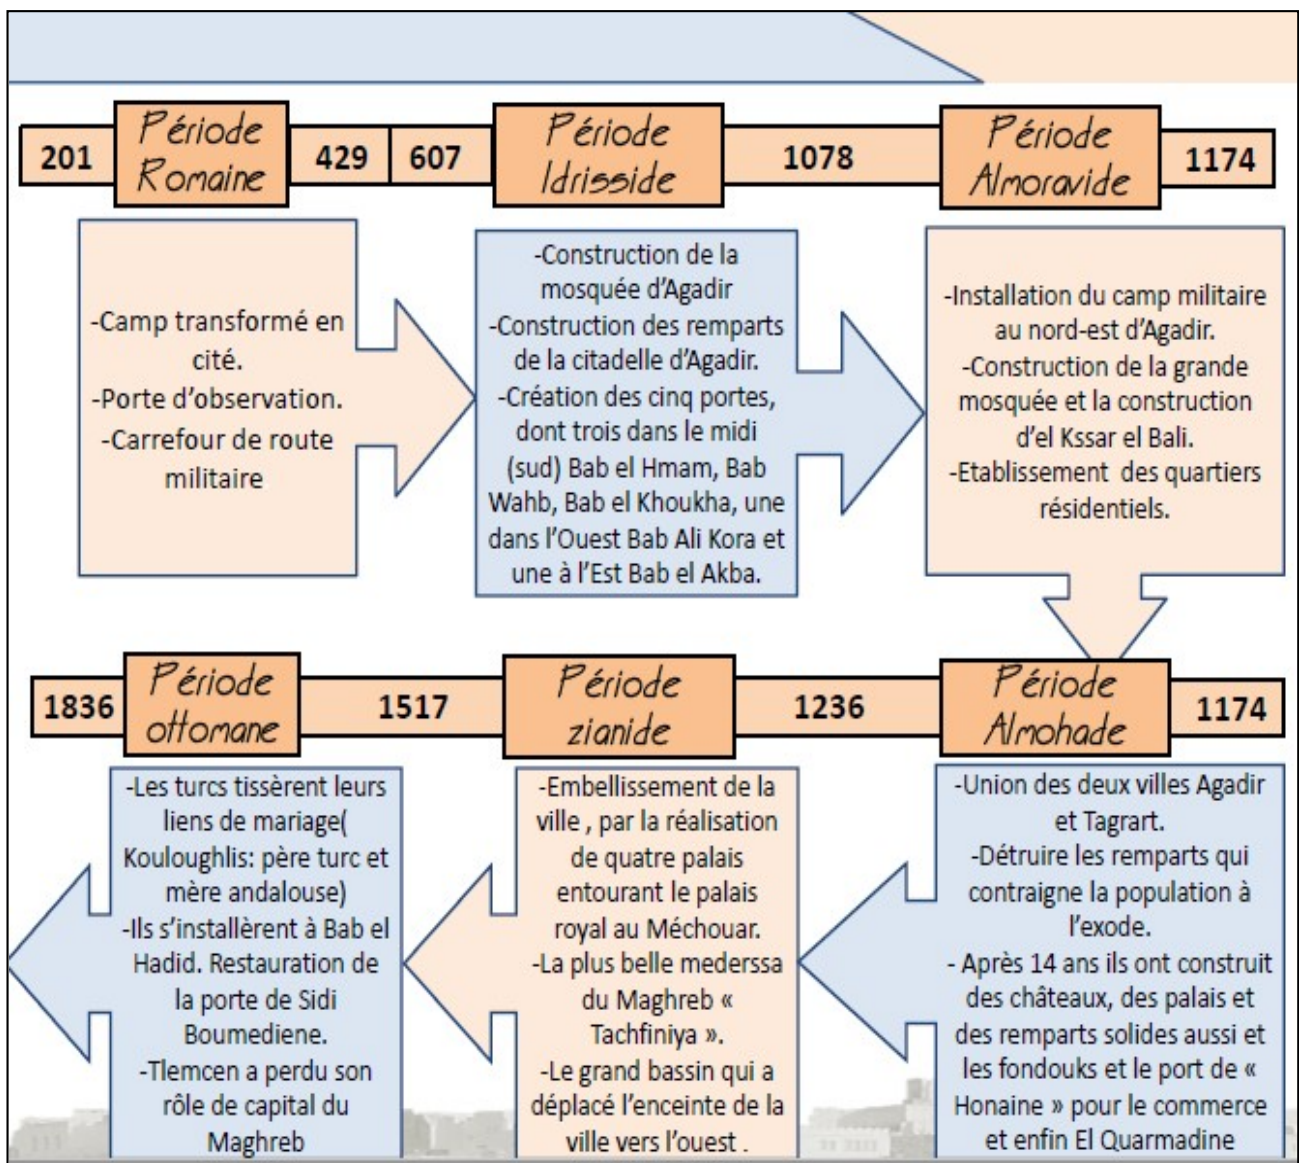 201
Période
Romaine
429
607
Période
Idrisside
1078
Période
Almoravide
1174
-Camp transformé en
cité.
-Porte d'observation.
-Carrefour de route
militaire
-Construction de la
mosquée d'Agadir
-Construction des remparts
de la citadelle d'Agadir.
-Création des cinq portes,
dont trois dans le midi
(sud) Bab el Hmam, Bab
Wahb, Bab el Khoukha, une
dans l'Ouest Bab Ali Kora et
une à l'Est Bab el Akba.
-Installation du camp militaire
au nord-est d'Agadir.
-Construction de la grande
mosquée et la construction
d'el Kssar el Bali.
-Etablissement des quartiers
résidentiels.
1836
Période
ottomane
1517
Période
zianide
1236
Période
Almohade
1174
-Les turcs tissèrent leurs
liens de mariage(
Kouloughlis: père turc et
mère andalouse)
-Ils s'installèrent à Bab el
Hadid. Restauration de
la porte de Sidi
Boumediene.
-Tlemcen a perdu son
rôle de capital du
Maghreb
-Embellissement de la
ville , par la réalisation
de quatre palais
entourant le palais
royal au Méchouar.
-La plus belle mederssa
du Maghreb «
Tachfiniya ».
-Le grand bassin qui a
déplacé l'enceinte de la
ville vers l'ouest .
-Union des deux villes Agadir
et Tagrart.
-Détruire les remparts qui
contraigne la population à
l'exode.
- Après 14 ans ils ont construit
des châteaux, des palais et
des remparts solides aussi et
les fondouks et le port de «
Honaine » pour le commerce
et enfin El Quarmadine